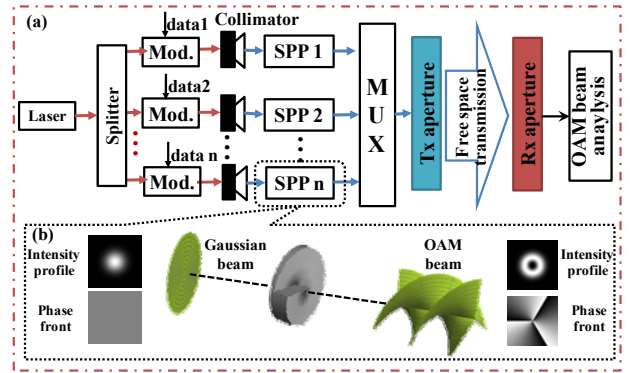 (a)
Collimator
data1
Mod.
SPP 1
Laser
Splitter
data2
Mod.
SPP 2
data n
Mod.
SPP n
MUX
Tx aperture
Free space
transmission
Rx aperture
OAM beam
anaylysis
(b)
Intensity
profile
Phase
front
Gaussian
beam
OAM
beam
Intensity
profile
Phase
front